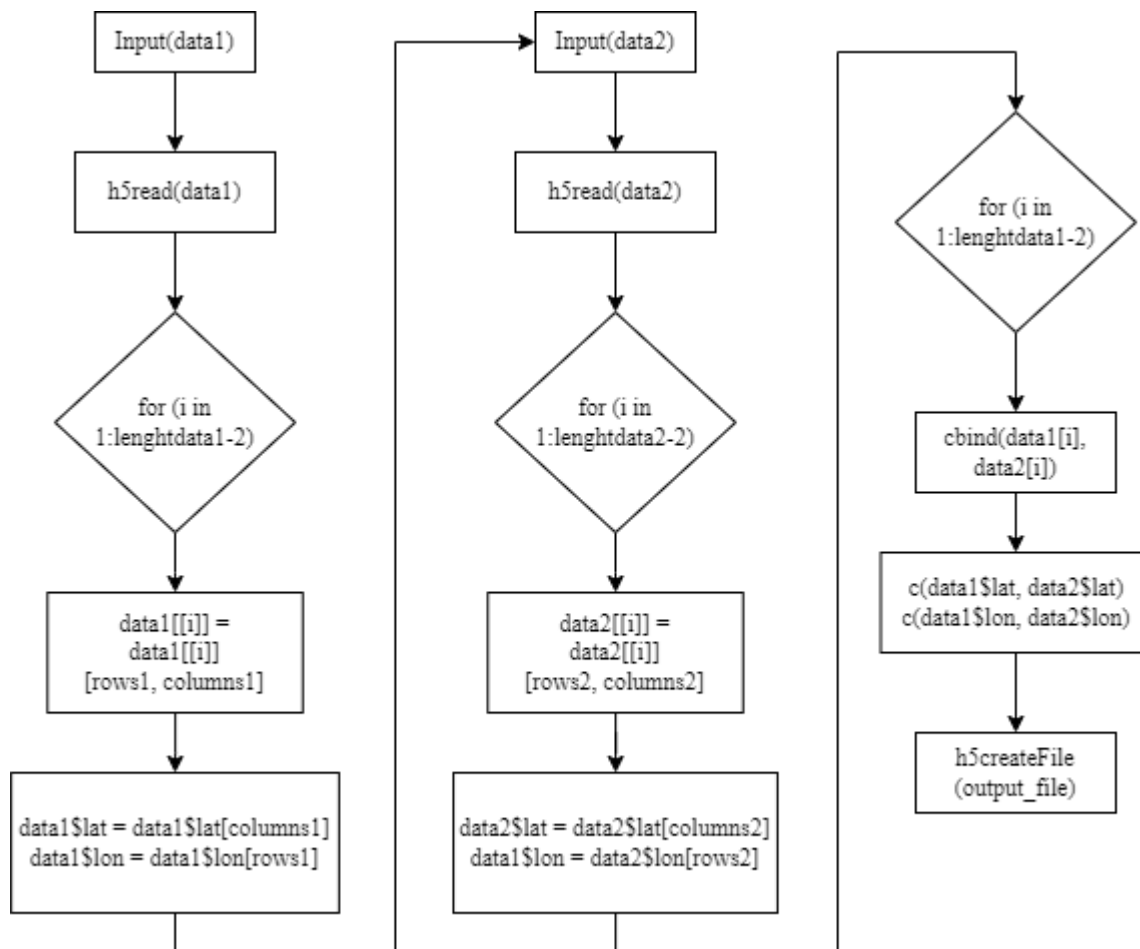 Input(data1)
h5read(data1)
for (i in
1:lenghtdata1-2)
data1[[i]] =
data1[[i]]
[rows1, columns1]
data1$lat = data1$lat[columns1]
data1$lon = data1$lon[rows1]
Input(data2)
h5read(data2)
for (i in
1:lenghtdata2-2)
data2[[i]] =
data2[[i]]
[rows2, columns2]
data2$lat = data2$lat[columns2]
data1$lon = data2$lon[rows2]
for (i in
1:lenghtdata1-2)
cbind(data1[i],
data2[i])
c(data1$lat, data2$lat)
c(data1$lon, data2$lon)
h5createFile
(output_file)